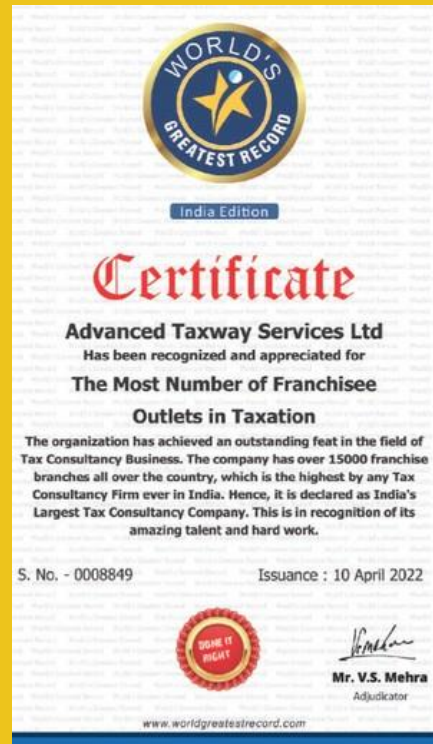 WORLD'S
GREATEST RECORD
India Edition
Certificate
Advanced Taxway Services Ltd
Has been recognized and appreciated for
The Most Number of Franchisee
Outlets in Taxation
The organization has achieved an outstanding feat in the field of
Tax Consultancy Business. The company has over 15000 franchise
branches all over the country, which is the highest by any Tax
Consultancy Firm ever in India. Hence, it is declared as India's
Largest Tax Consultancy Company. This is in recognition of its
amazing talent and hard work.
S. No. - 0008849
Issuance : 10 April 2022
DONE IT
RIGHT
Mr. V.S. Mehra
Adjudicator
www.worldgreatestrecord.com